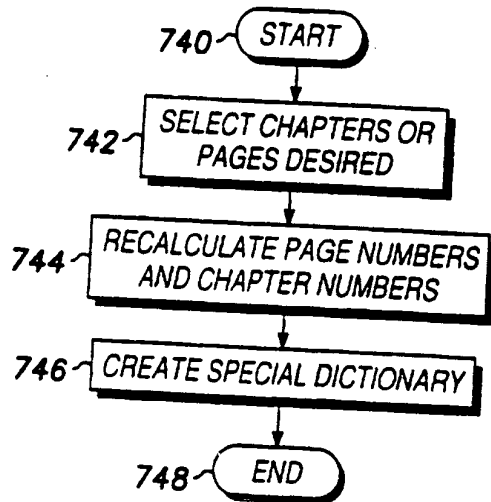 740 START
742 SELECT CHAPTERS OR
PAGES DESIRED
744 RECALCULATE PAGE NUMBERS
AND CHAPTER NUMBERS
746 CREATE SPECIAL DICTIONARY
748 END